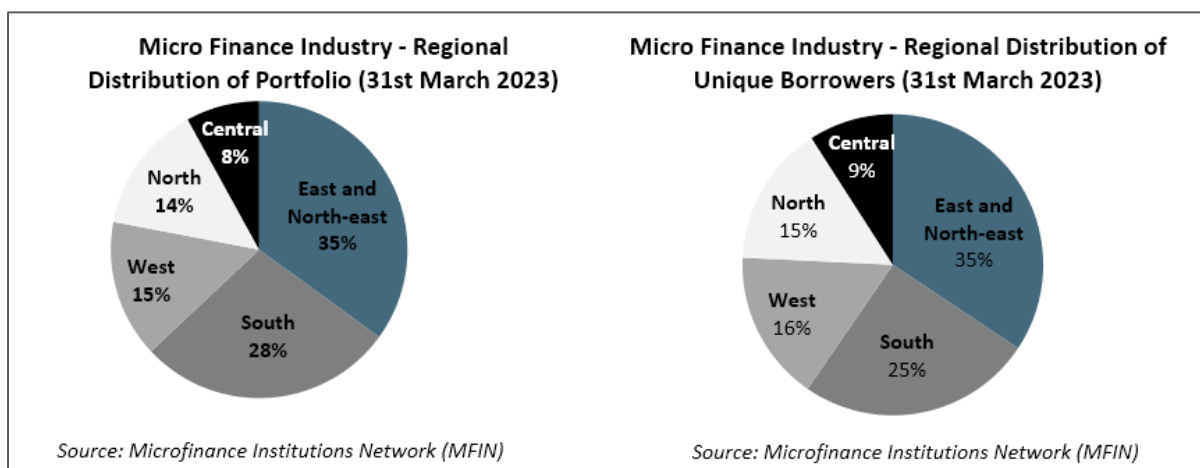 Micro Finance Industry - Regional
Distribution of Portfolio (31st March 2023)
Central
8%
North
14%
East and
North-east
35%
West
15%
South
28%
Source: Microfinance Institutions Network (MFIN)
Micro Finance Industry - Regional Distribution of
Unique Borrowers (31st March 2023)
Central
9%
North
15%
East and
North-east
35%
West
16%
South
25%
Source: Microfinance Institutions Network (MFIN)